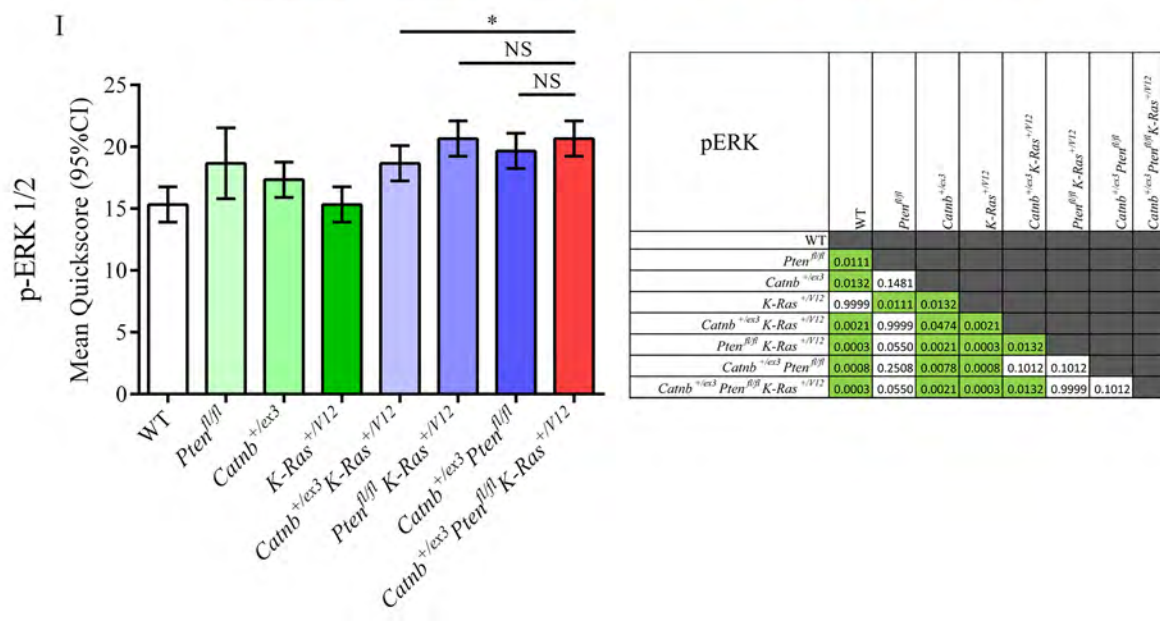 I
*
NS
NS
p-ERK 1/2
Mean Quickscore (95%CI)
25
20
15
10
5
0
WT
Pten^fl/fl
Catnb^+/ex3
K-Ras^+/V12
Catnb^+/ex3 K-Ras^+/V12
Pten^fl/fl K-Ras^+/V12
Catnb^+/ex3 Pten^fl/fl
Catnb^+/ex3 Pten^fl/fl K-Ras^+/V12
pERK
WT
Pten^fl/fl
Catnb^+/ex3
K-Ras^+/V12
Catnb^+/ex3 K-Ras^+/V12
Pten^fl/fl K-Ras^+/V12
Catnb^+/ex3 Pten^fl/fl
Catnb^+/ex3 Pten^fl/fl K-Ras^+/V12
WT
Pten^fl/fl 0.0111
Catnb^+/ex3 0.0132 0.1481
K-Ras^+/V12 0.9999 0.0111 0.0132
Catnb^+/ex3 K-Ras^+/V12 0.0021 0.9999 0.0474 0.0021
Pten^fl/fl K-Ras^+/V12 0.0003 0.0550 0.0021 0.0003 0.0132
Catnb^+/ex3 Pten^fl/fl 0.0008 0.2508 0.0078 0.0008 0.1012 0.1012
Catnb^+/ex3 Pten^fl/fl K-Ras^+/V12 0.0003 0.0550 0.0021 0.0003 0.0132 0.9999 0.1012